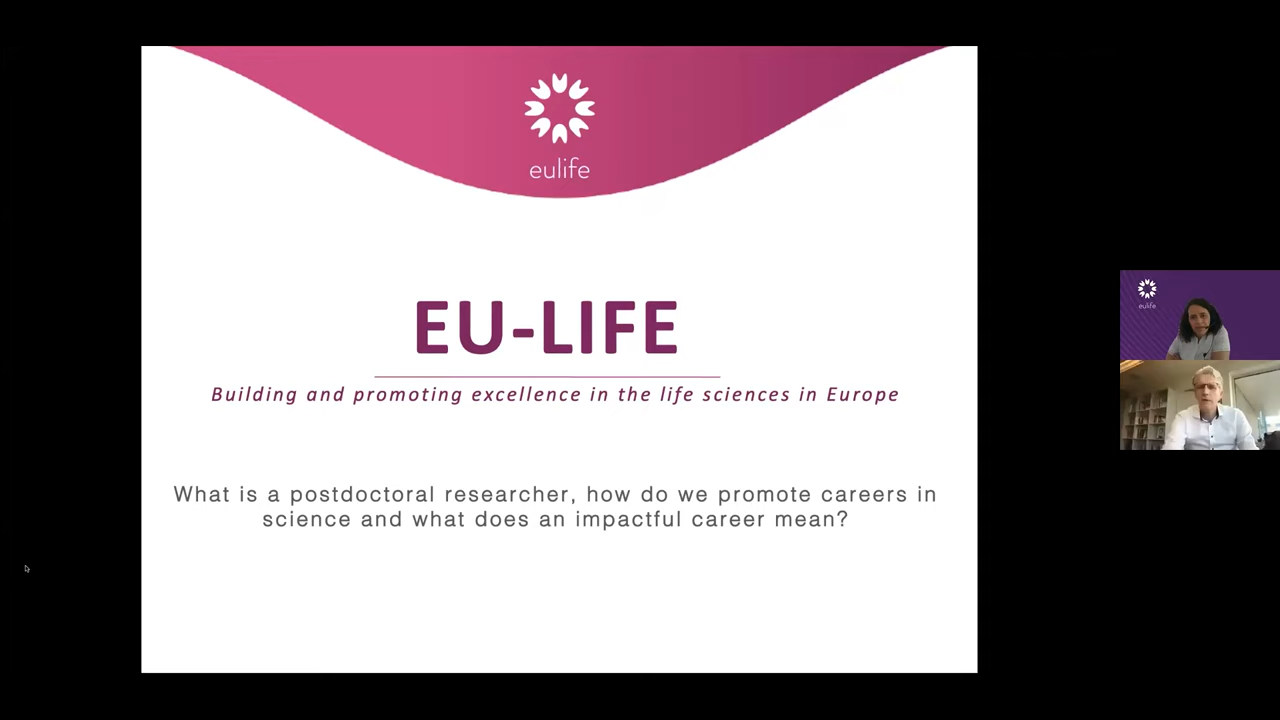 eulife
EU-LIFE
Building and promoting excellence in the life sciences in Europe
What is a postdoctoral researcher, how do we promote careers in
science and what does an impactful career mean?
eulife